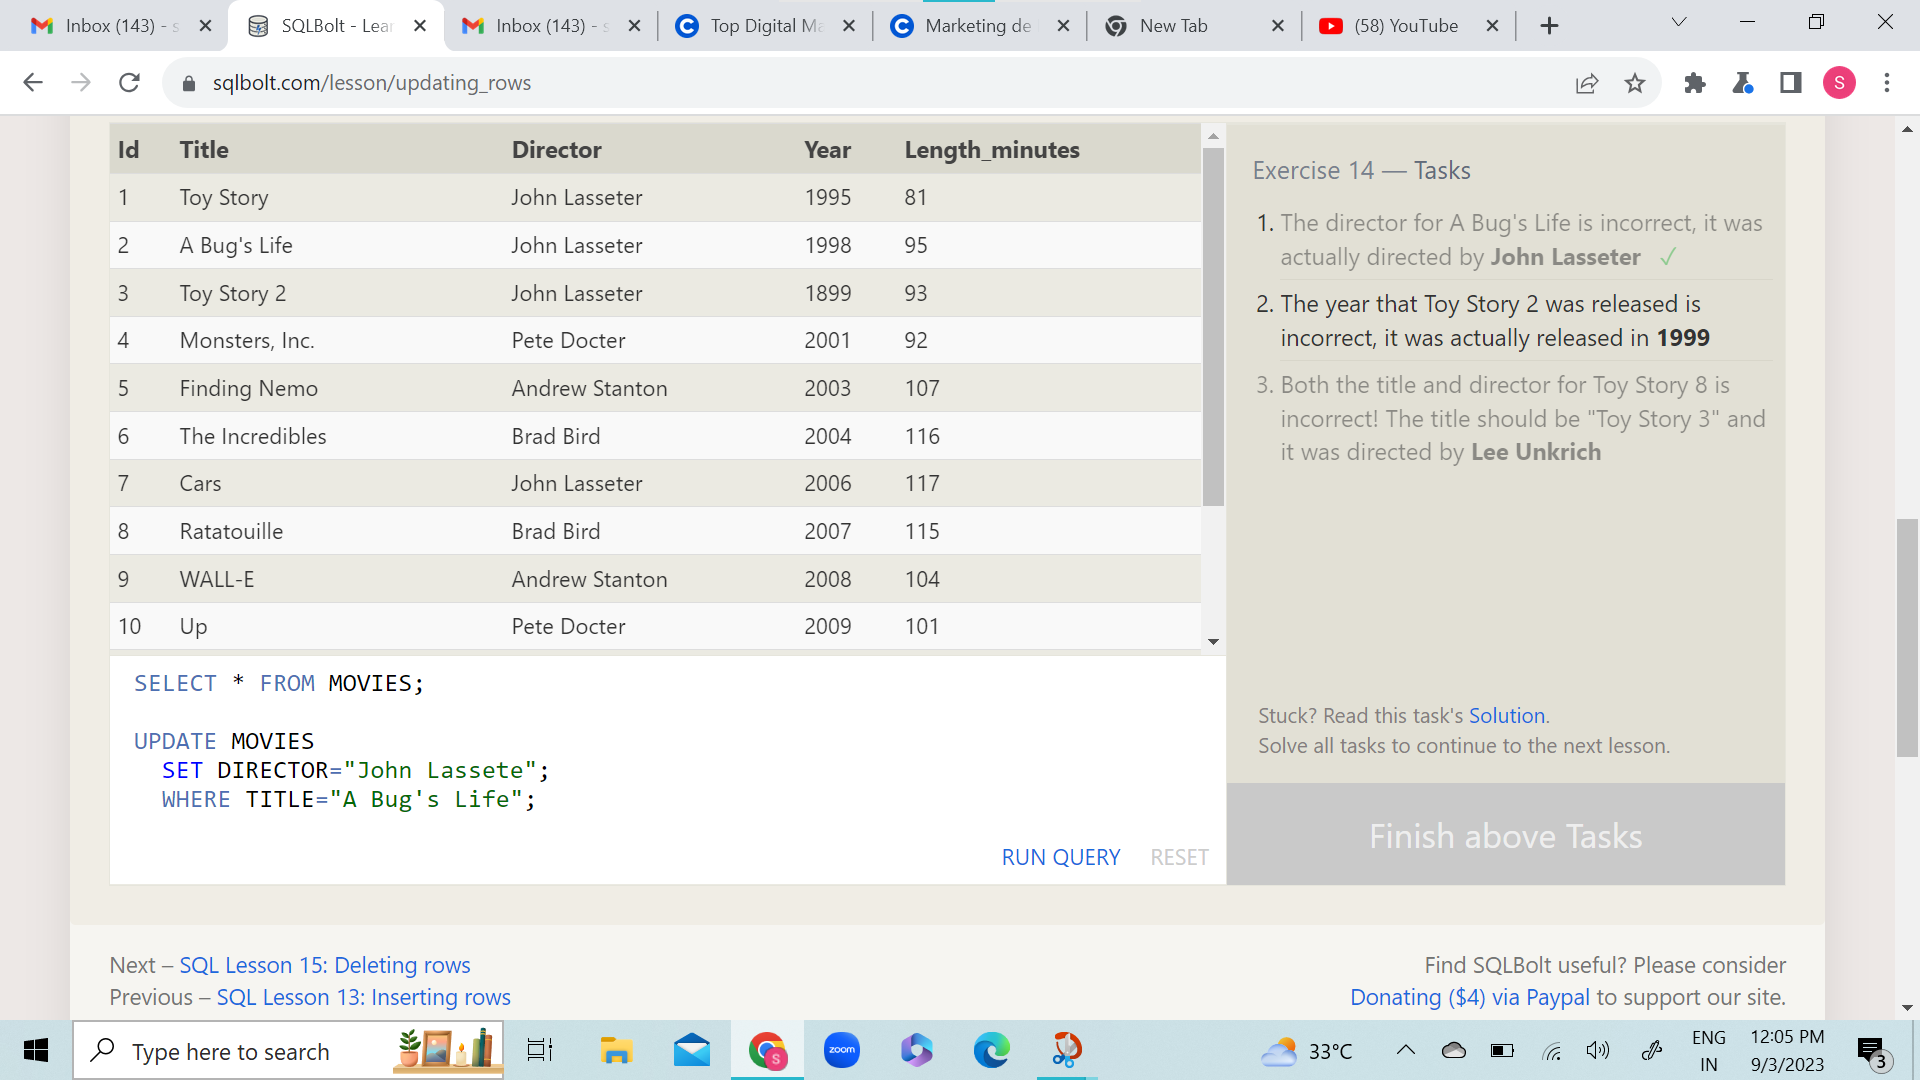 Inbox (143) - s
SQLBolt - Lear
Inbox (143) - s
Top Digital Ma
Marketing de
New Tab
(58) YouTube
sqlbolt.com/lesson/updating_rows
S
Id Title Director Year Length_minutes
1 Toy Story John Lasseter 1995 81
2 A Bug's Life John Lasseter 1998 95
3 Toy Story 2 John Lasseter 1899 93
4 Monsters, Inc. Pete Docter 2001 92
5 Finding Nemo Andrew Stanton 2003 107
6 The Incredibles Brad Bird 2004 116
7 Cars John Lasseter 2006 117
8 Ratatouille Brad Bird 2007 115
9 WALL-E Andrew Stanton 2008 104
10 Up Pete Docter 2009 101
SELECT * FROM MOVIES;
UPDATE MOVIES
SET DIRECTOR="John Lassete";
WHERE TITLE="A Bug's Life";
RUN QUERY RESET
Exercise 14 — Tasks
1. The director for A Bug's Life is incorrect, it was
actually directed by John Lasseter ✓
2. The year that Toy Story 2 was released is
incorrect, it was actually released in 1999
3. Both the title and director for Toy Story 8 is
incorrect! The title should be "Toy Story 3" and
it was directed by Lee Unkrich
Stuck? Read this task's Solution.
Solve all tasks to continue to the next lesson.
Finish above Tasks
Next – SQL Lesson 15: Deleting rows
Previous – SQL Lesson 13: Inserting rows
Find SQLBolt useful? Please consider
Donating ($4) via Paypal to support our site.
Type here to search
S
zoom
33°C
ENG
IN
12:05 PM
9/3/2023
3